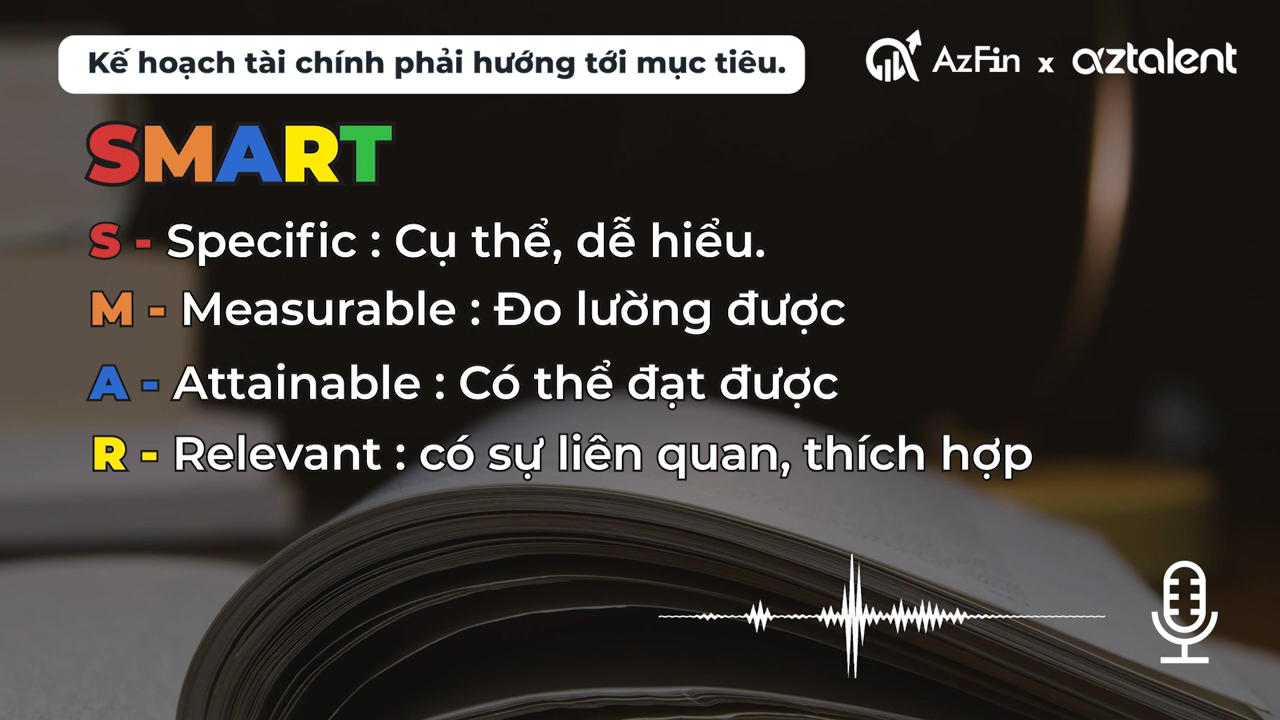 Kế hoạch tài chính phải hướng tới mục tiêu.
AzFin x aztalent
SMART
S - Specific : Cụ thể, dễ hiểu.
M - Measurable : Đo lường được
A - Attainable : Có thể đạt được
R - Relevant : có sự liên quan, thích hợp